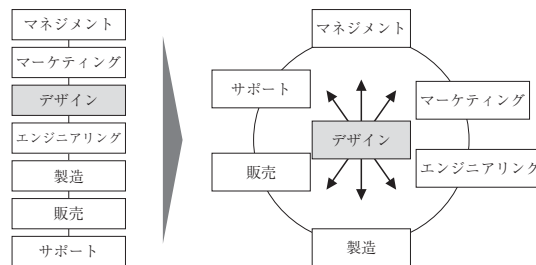 マネジメント
マーケティング
デザイン
エンジニアリング
製造
販売
サポート
マネジメント
サポート
マーケティング
デザイン
販売
エンジニアリング
製造